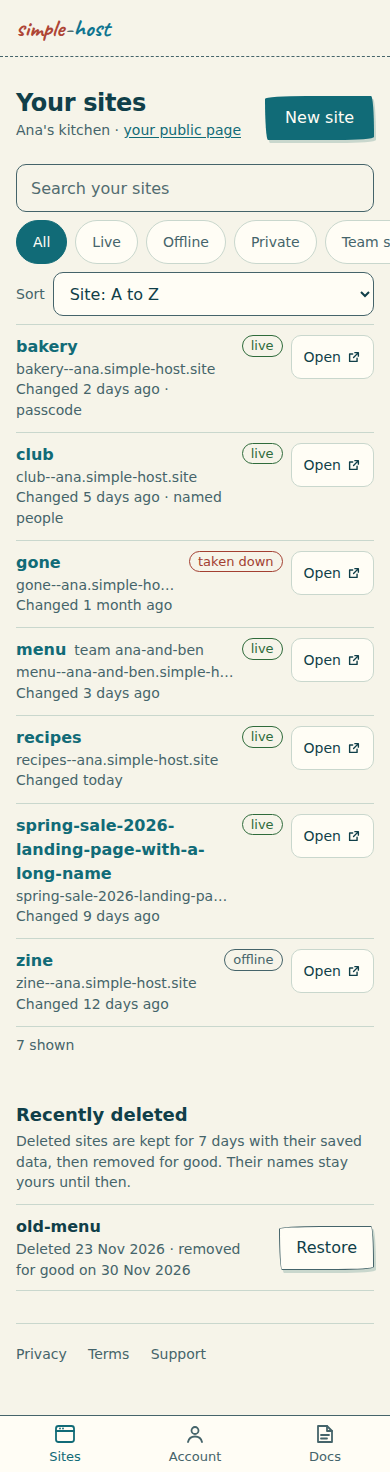 simple-host
Your sites
Ana's kitchen · your public page
New site
Search your sites
All
Live
Offline
Private
Team s
Sort
Site: A to Z
bakery
live
Open
bakery--ana.simple-host.site
Changed 2 days ago ·
passcode
club
live
Open
club--ana.simple-host.site
Changed 5 days ago · named
people
gone
taken down
Open
gone--ana.simple-ho…
Changed 1 month ago
menu team ana-and-ben
live
Open
menu--ana-and-ben.simple-h…
Changed 3 days ago
recipes
live
Open
recipes--ana.simple-host.site
Changed today
spring-sale-2026-
landing-page-with-a-
long-name
live
Open
spring-sale-2026-landing-pa…
Changed 9 days ago
zine
offline
Open
zine--ana.simple-host.site
Changed 12 days ago
7 shown
Recently deleted
Deleted sites are kept for 7 days with their saved
data, then removed for good. Their names stay
yours until then.
old-menu
Deleted 23 Nov 2026 · removed
for good on 30 Nov 2026
Restore
Privacy
Terms
Support
Sites
Account
Docs